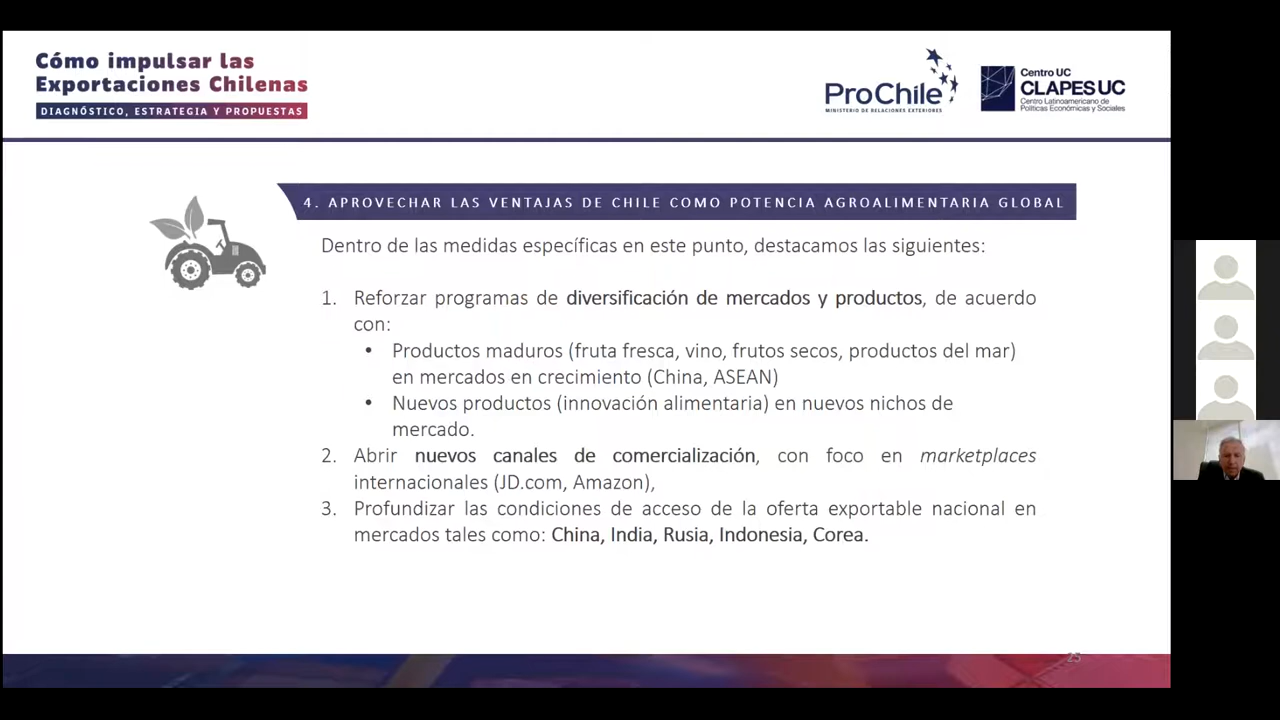 Cómo impulsar las
Exportaciones Chilenas
DIAGNÓSTICO, ESTRATEGIA Y PROPUESTAS
ProChile
MINISTERIO DE RELACIONES EXTERIORES
Centro UC
CLAPES UC
Centro Latinoamericano de
Políticas Económicas y Sociales
4. APROVECHAR LAS VENTAJAS DE CHILE COMO POTENCIA AGROALIMENTARIA GLOBAL
Dentro de las medidas específicas en este punto, destacamos las siguientes:
1. Reforzar programas de diversificación de mercados y productos, de acuerdo
con:
• Productos maduros (fruta fresca, vino, frutos secos, productos del mar)
en mercados en crecimiento (China, ASEAN)
• Nuevos productos (innovación alimentaria) en nuevos nichos de
mercado.
2. Abrir nuevos canales de comercialización, con foco en marketplaces
internacionales (JD.com, Amazon),
3. Profundizar las condiciones de acceso de la oferta exportable nacional en
mercados tales como: China, India, Rusia, Indonesia, Corea.
25